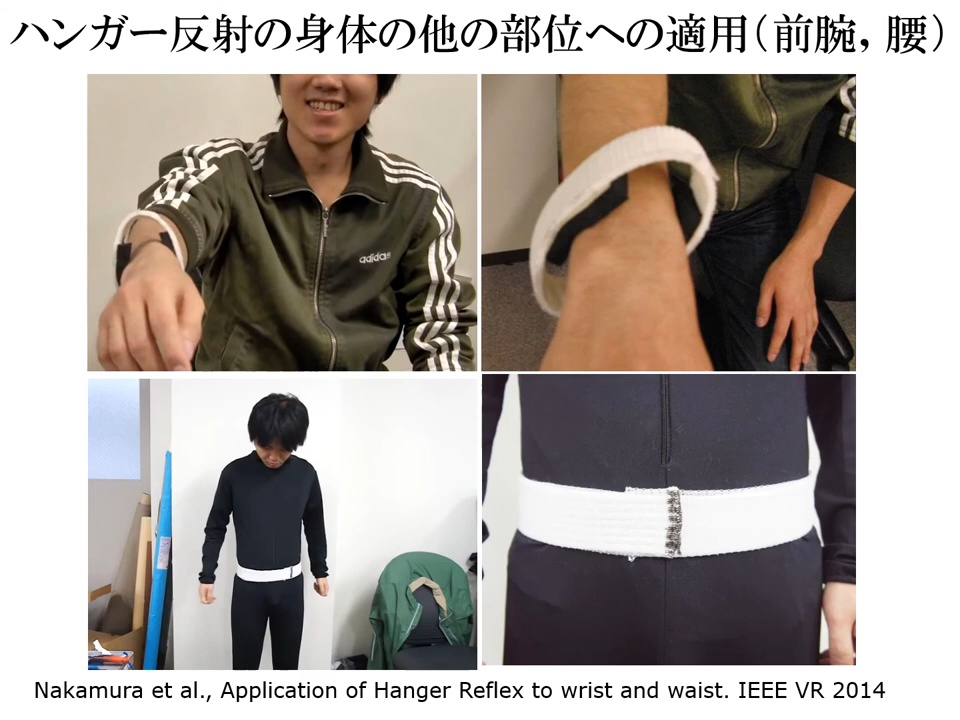 ハンガー反射の身体の他の部位への適用(前腕，腰)
adidas
Nakamura et al., Application of Hanger Reflex to wrist and waist. IEEE VR 2014